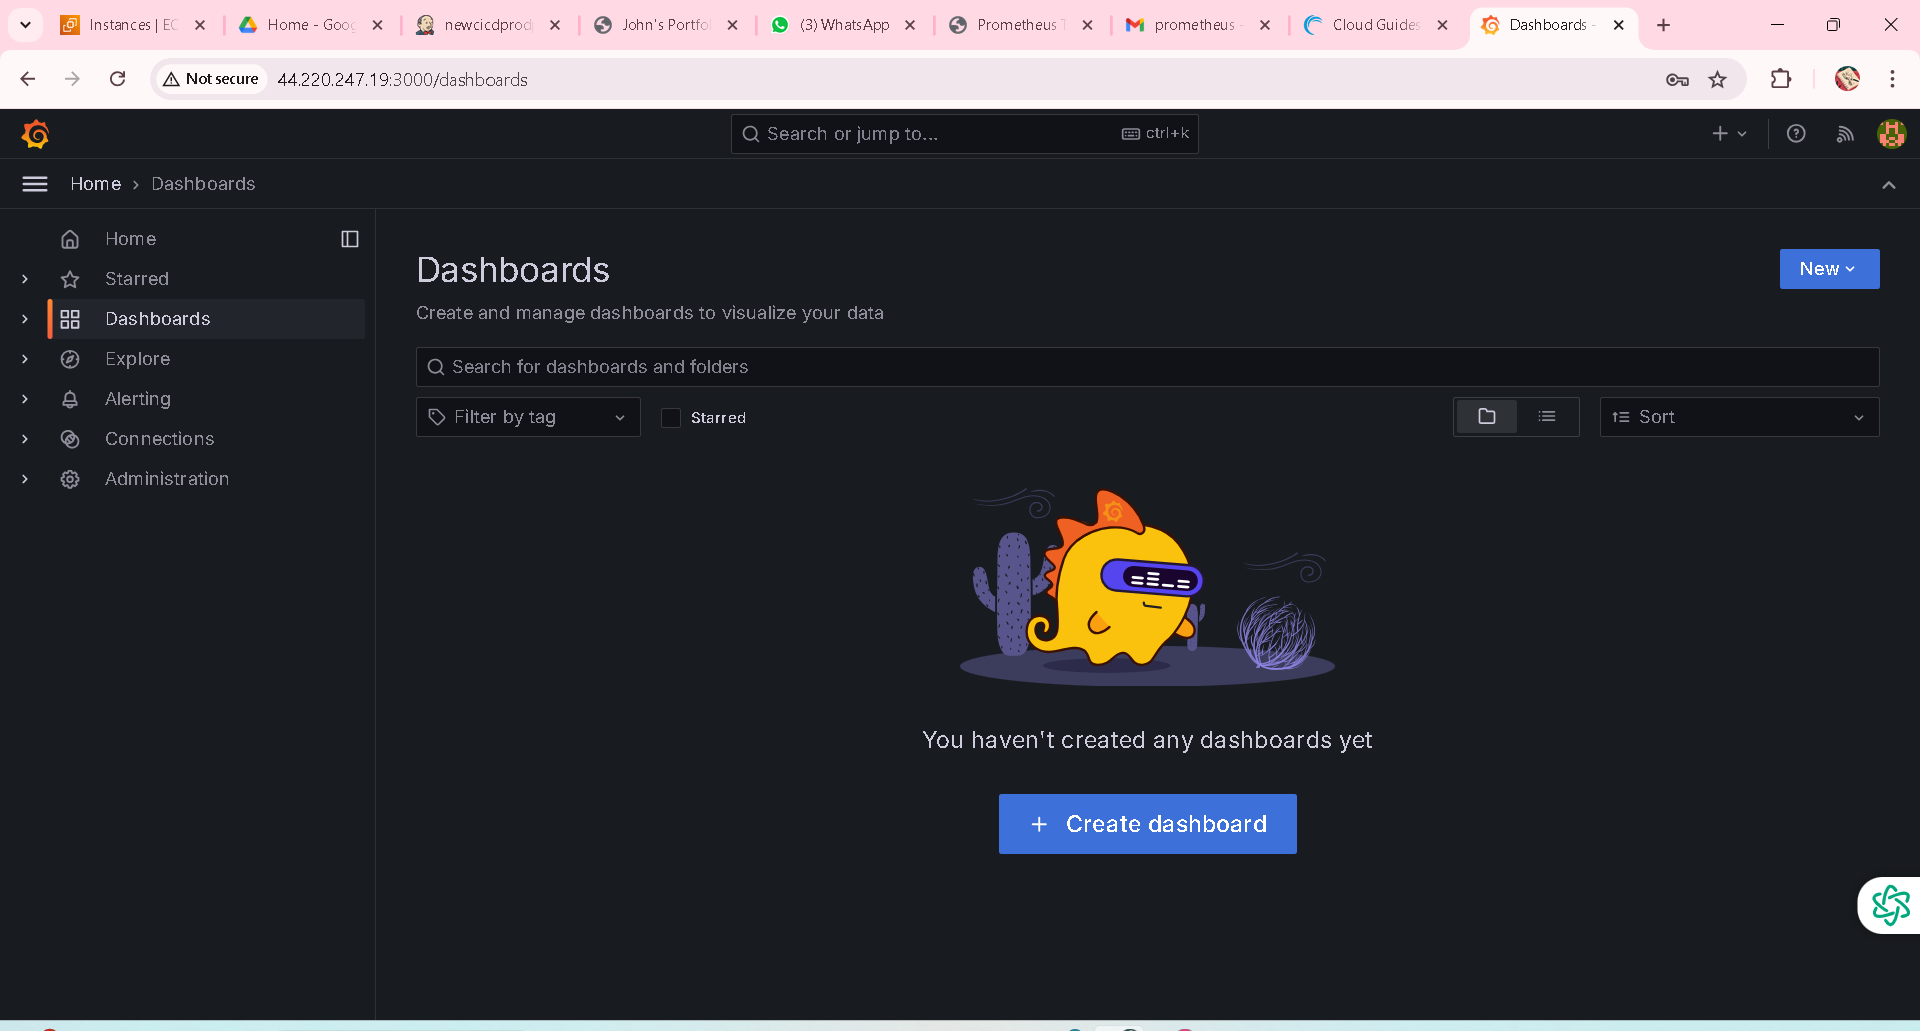 Instances | EC
Home - Goog
newcicdprod
John's Portfo
(3) WhatsApp
Prometheus T
prometheus -
Cloud Guides
Dashboards -
Not secure
44.220.247.19:3000/dashboards
Search or jump to...
ctrl+k
Home > Dashboards
Home
Starred
Dashboards
Explore
Alerting
Connections
Administration
Dashboards
New
Create and manage dashboards to visualize your data
Search for dashboards and folders
Filter by tag
Starred
Sort
You haven't created any dashboards yet
+ Create dashboard